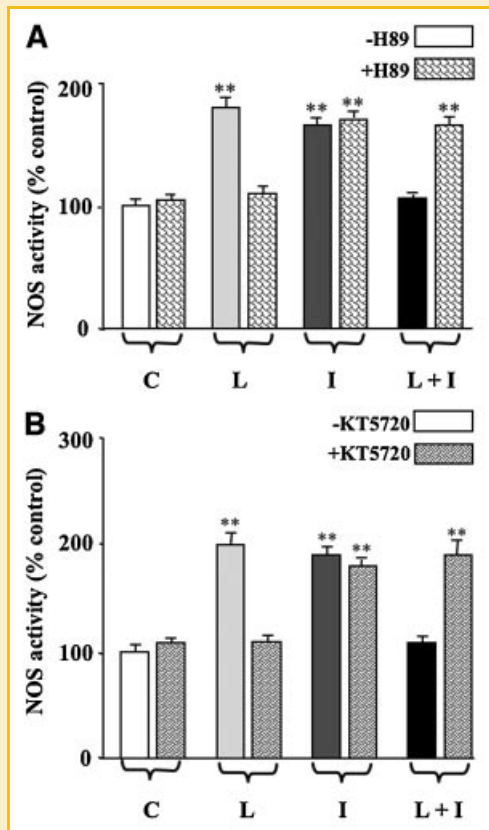 A
-H89
+H89
NOS activity (% control)
200
100
0
** ** ** **
C L I L + I
B
-KT5720
+KT5720
NOS activity (% control)
300
200
100
0
** ** ** **
C L I L + I